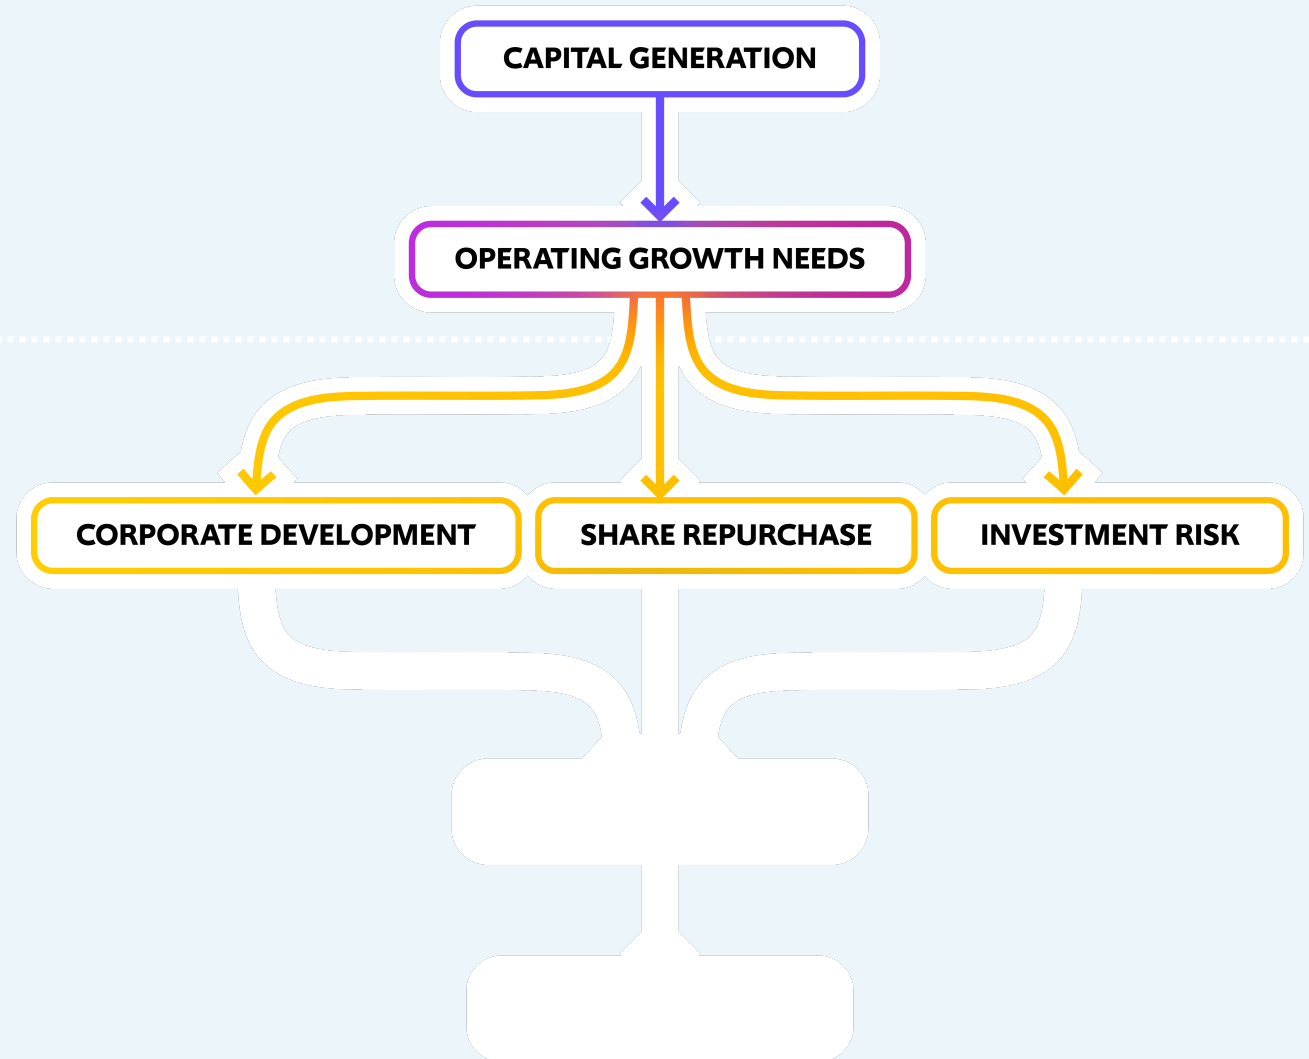 CAPITAL GENERATION
OPERATING GROWTH NEEDS
CORPORATE DEVELOPMENT
SHARE REPURCHASE
INVESTMENT RISK